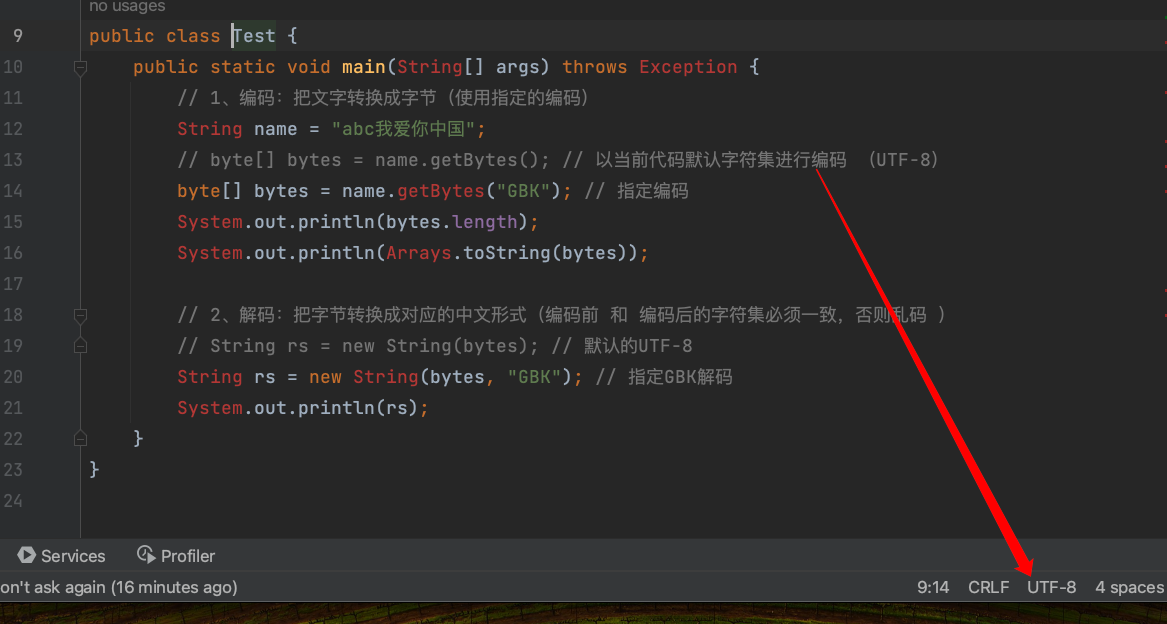 no usages
9 public class Test {
10 public static void main(String[] args) throws Exception {
11 // 1、编码：把文字转换成字节（使用指定的编码）
12 String name = "abc我爱你中国";
13 // byte[] bytes = name.getBytes(); // 以当前代码默认字符集进行编码 （UTF-8）
14 byte[] bytes = name.getBytes("GBK"); // 指定编码
15 System.out.println(bytes.length);
16 System.out.println(Arrays.toString(bytes));
17
18 // 2、解码：把字节转换成对应的中文形式（编码前 和 编码后的字符集必须一致，否则乱码 ）
19 // String rs = new String(bytes); // 默认的UTF-8
20 String rs = new String(bytes, "GBK"); // 指定GBK解码
21 System.out.println(rs);
22 }
23 }
24
Services Profiler
on't ask again (16 minutes ago) 9:14 CRLF UTF-8 4 spaces